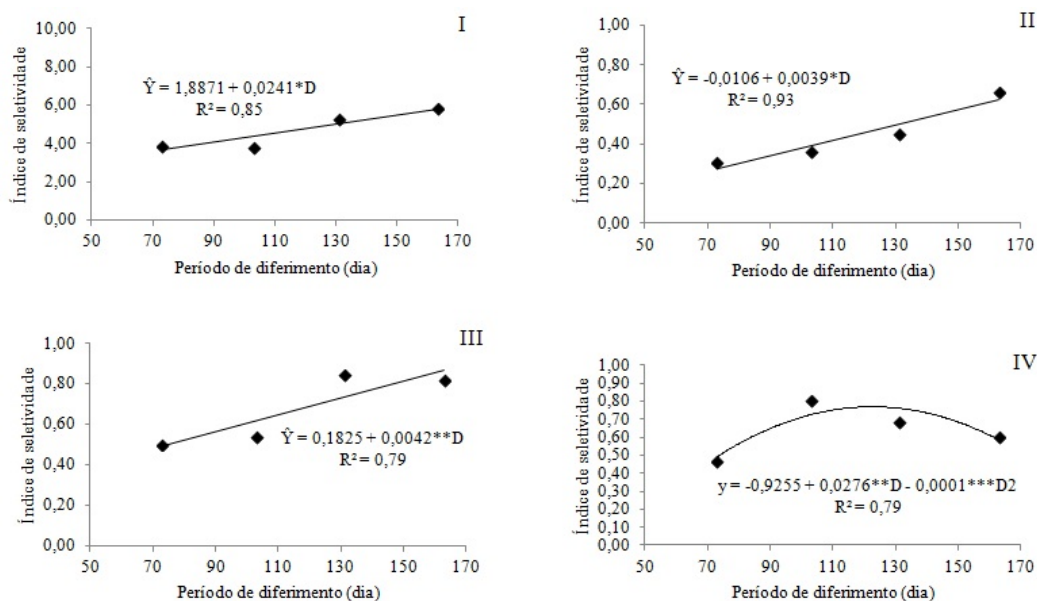 I
Índice de seletividade
10,00
8,00
6,00
4,00
2,00
0,00
Ŷ = 1,8871 + 0,0241*D
R² = 0,85
50 70 90 110 130 150 170
Período de diferimento (dia)
II
Índice de seletividade
1,00
0,80
0,60
0,40
0,20
0,00
Ŷ = -0,0106 + 0,0039*D
R² = 0,93
50 70 90 110 130 150 170
Período de diferimento (dia)
III
Índice de seletividade
1,00
0,80
0,60
0,40
0,20
0,00
Ŷ = 0,1825 + 0,0042**D
R² = 0,79
50 70 90 110 130 150 170
Período de diferimento (dia)
IV
Índice de seletividade
1,00
0,90
0,80
0,70
0,60
0,50
0,40
0,30
0,20
0,10
0,00
y = -0,9255 + 0,0276**D - 0,0001***D2
R² = 0,79
50 70 90 110 130 150 170
Período de diferimento (dia)